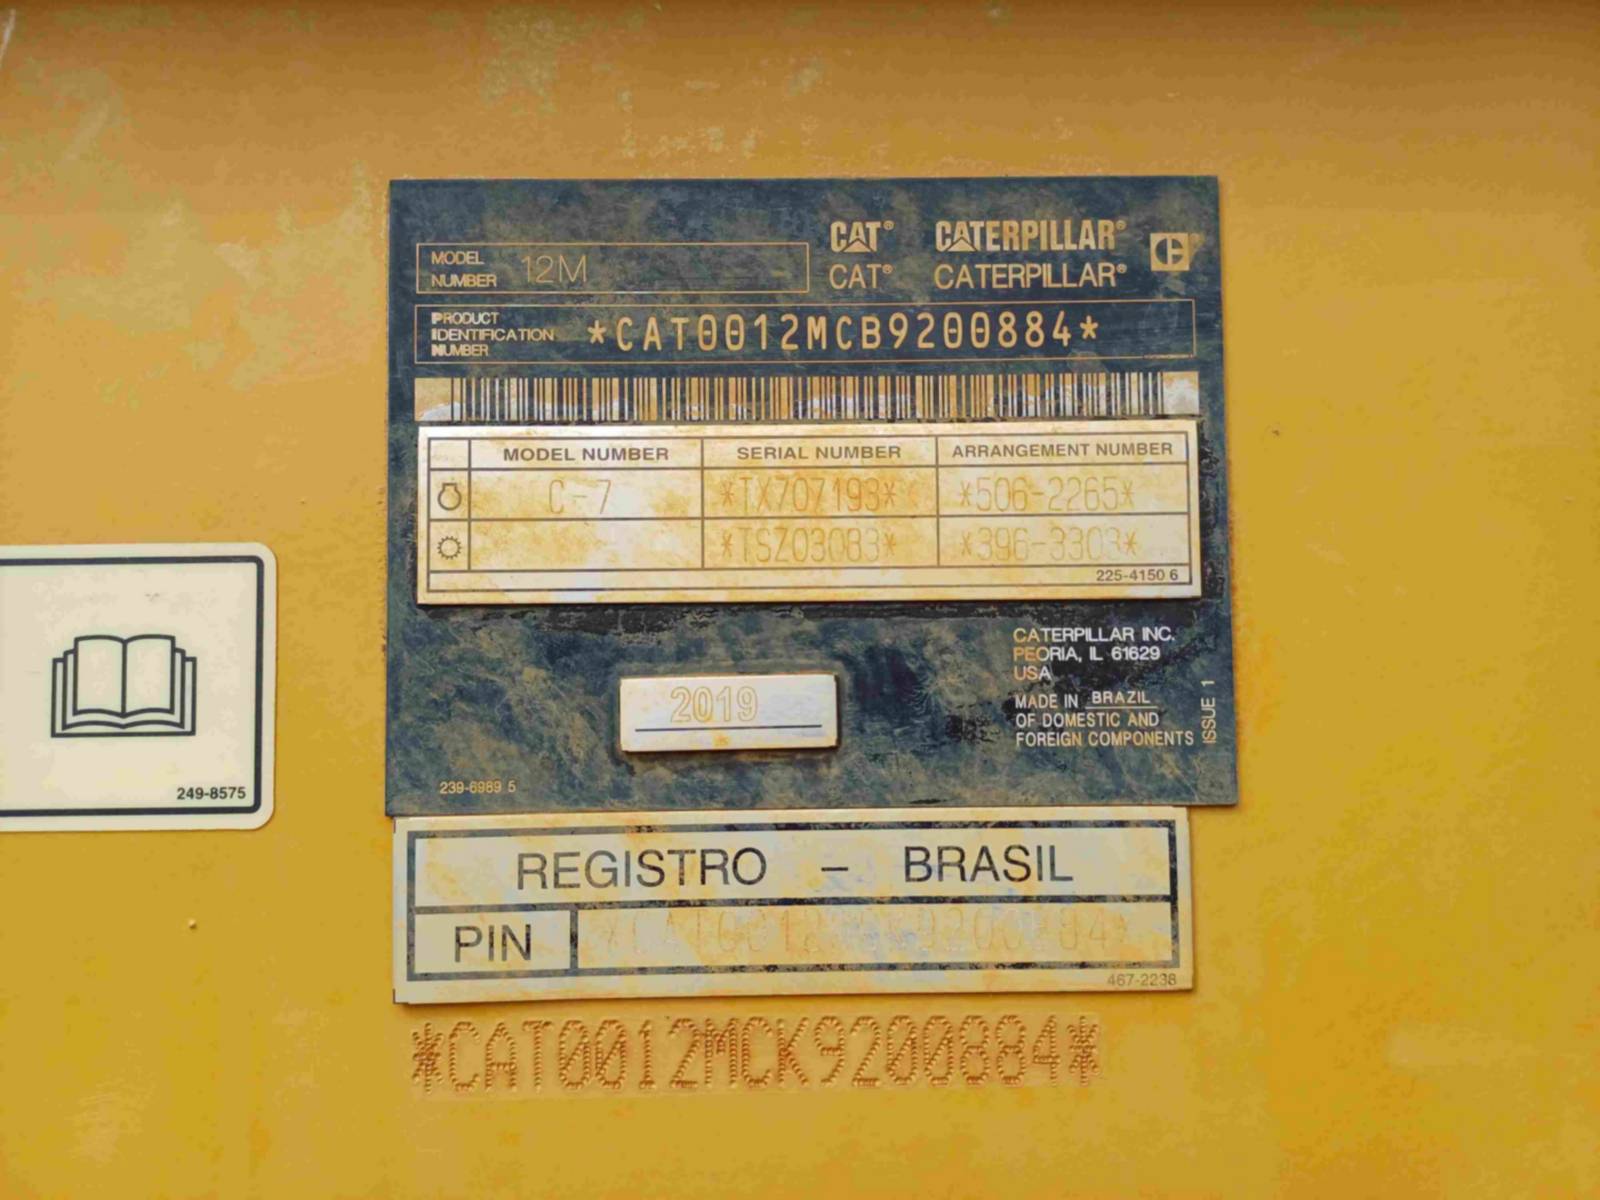 CAT® CATERPILLAR®
MODEL NUMBER 12M
CAT® CATERPILLAR®
PRODUCT IDENTIFICATION NUMBER *CAT0012MCB9200884*
MODEL NUMBER SERIAL NUMBER ARRANGEMENT NUMBER
C-7 *TX707193* *506-2265*
*TSZ03083* *396-3303*
225-4150 6
CATERPILLAR INC.
PEORIA, IL 61629
USA
2019
MADE IN BRAZIL
OF DOMESTIC AND
FOREIGN COMPONENTS
ISSUE 1
239-6989 5
249-8575
REGISTRO – BRASIL
PIN
467-2238
*CAT0012MCK9200884*